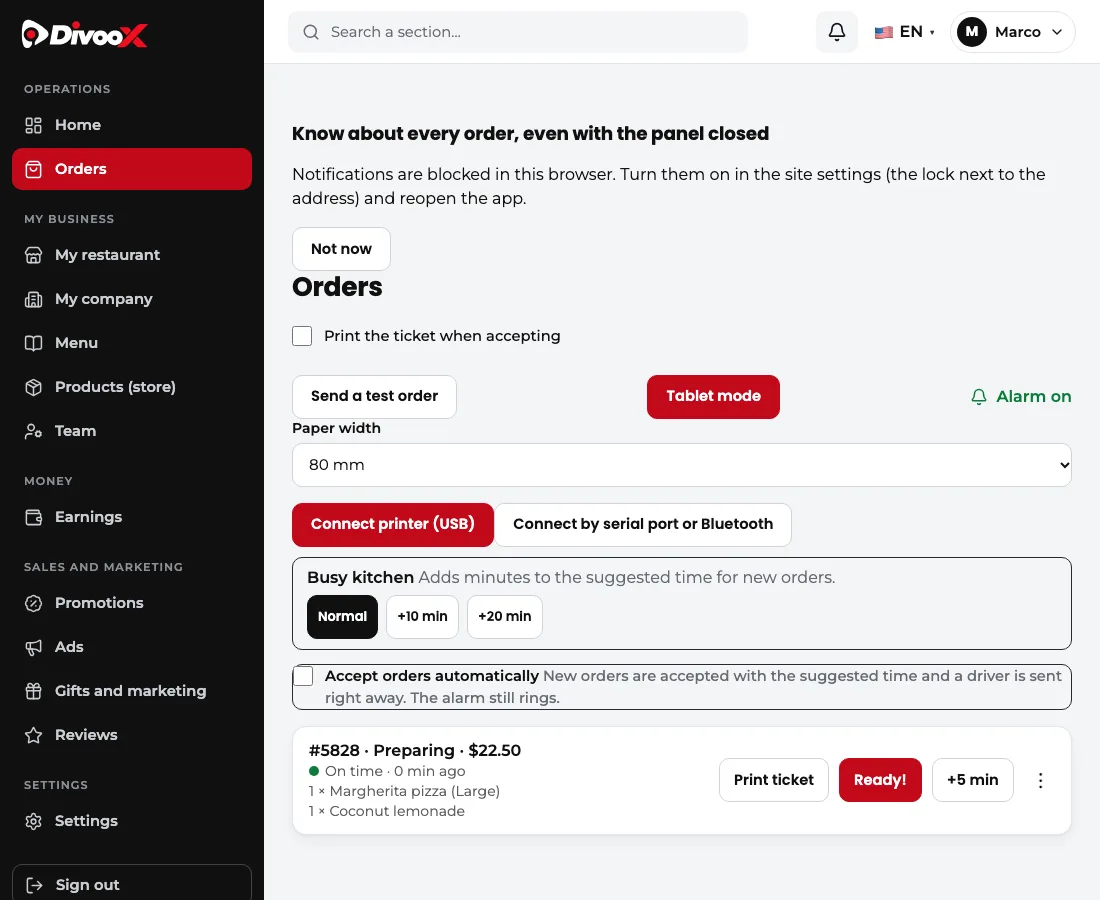 DivooX
Search a section...
EN
M
Marco
OPERATIONS
Home
Orders
MY BUSINESS
My restaurant
My company
Menu
Products (store)
Team
MONEY
Earnings
SALES AND MARKETING
Promotions
Ads
Gifts and marketing
Reviews
SETTINGS
Settings
Sign out
Know about every order, even with the panel closed
Notifications are blocked in this browser. Turn them on in the site settings (the lock next to the
address) and reopen the app.
Not now
Orders
Print the ticket when accepting
Send a test order
Tablet mode
Alarm on
Paper width
80 mm
Connect printer (USB)
Connect by serial port or Bluetooth
Busy kitchen Adds minutes to the suggested time for new orders.
Normal
+10 min
+20 min
Accept orders automatically New orders are accepted with the suggested time and a driver is sent
right away. The alarm still rings.
#5828 · Preparing · $22.50
On time · 0 min ago
1 × Margherita pizza (Large)
1 × Coconut lemonade
Print ticket
Ready!
+5 min